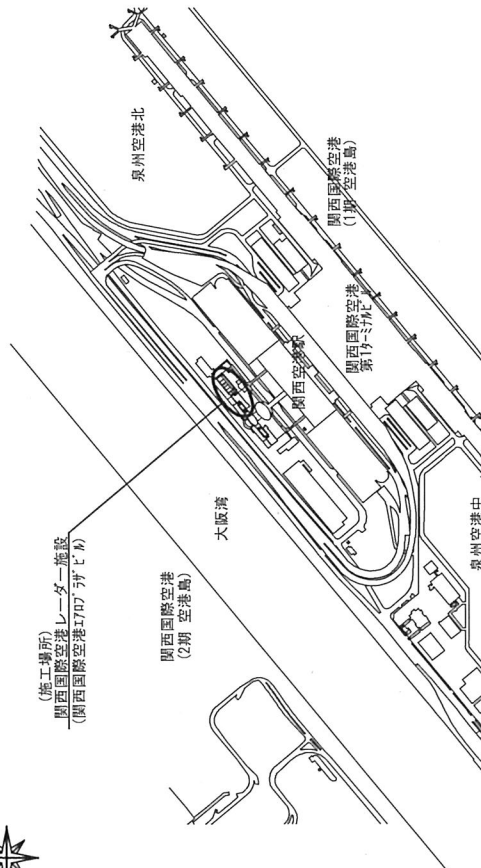 (施工場所)
関西国際空港レーダー施設
(関西国際空港エアロプラザビル)
関西国際空港
(2期 空港島)
大阪湾
泉州空港北
関西空港駅
関西国際空港
第1ターミナルビル
関西国際空港
(1期 空港島)
泉州空港中